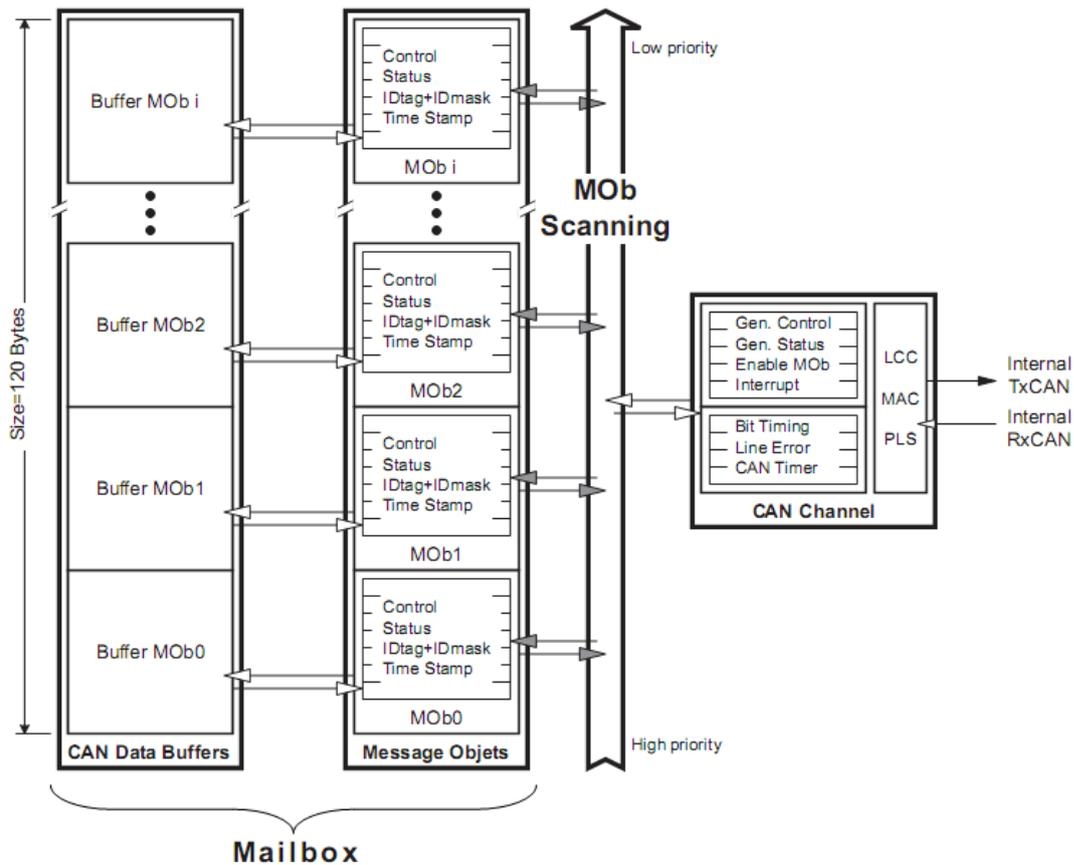 Size=120 Bytes
Buffer MOb i
Buffer MOb2
Buffer MOb1
Buffer MOb0
CAN Data Buffers
Control
Status
IDtag+IDmask
Time Stamp
MOb i
Control
Status
IDtag+IDmask
Time Stamp
MOb2
Control
Status
IDtag+IDmask
Time Stamp
MOb1
Control
Status
IDtag+IDmask
Time Stamp
MOb0
Message Objets
Mailbox
Low priority
MOb
Scanning
High priority
Gen. Control
Gen. Status
Enable MOb
Interrupt
Bit Timing
Line Error
CAN Timer
LCC
MAC
PLS
CAN Channel
Internal
TxCAN
Internal
RxCAN